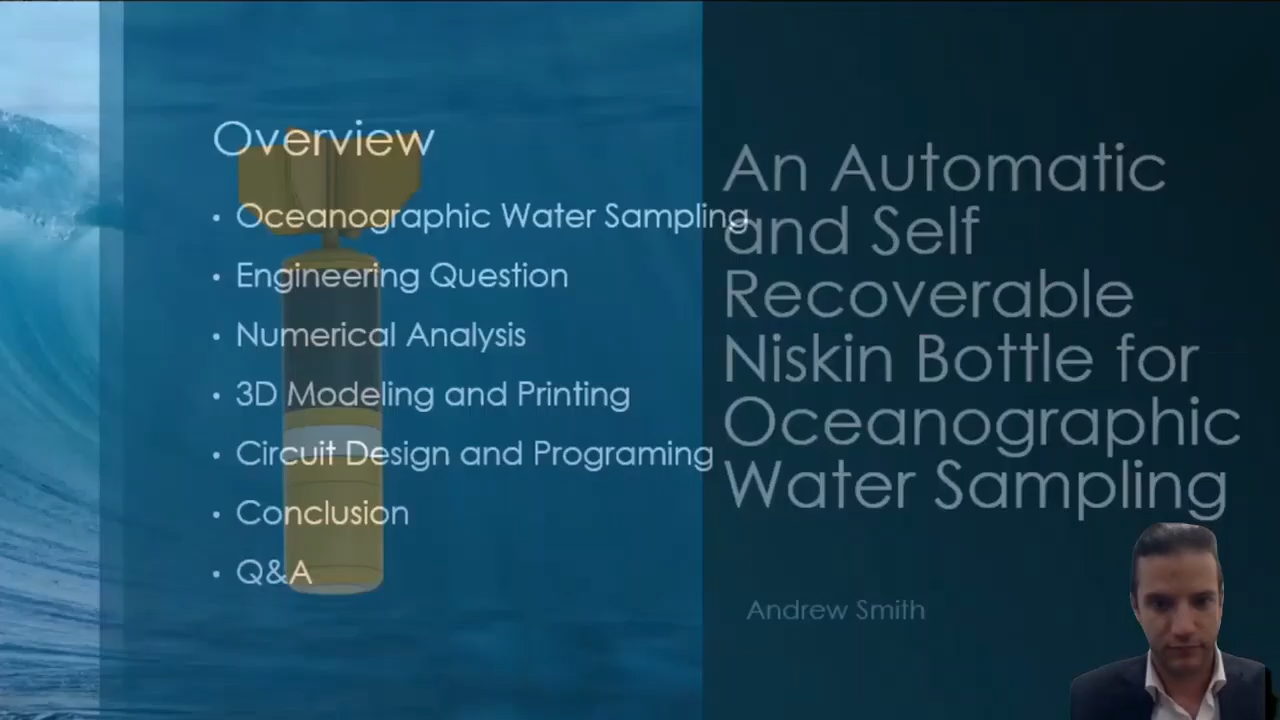 Overview
• Oceanographic Water Sampling
• Engineering Question
• Numerical Analysis
• 3D Modeling and Printing
• Circuit Design and Programing
• Conclusion
• Q&A
An Automatic
and Self
Recoverable
Niskin Bottle for
Oceanographic
Water Sampling
Andrew Smith